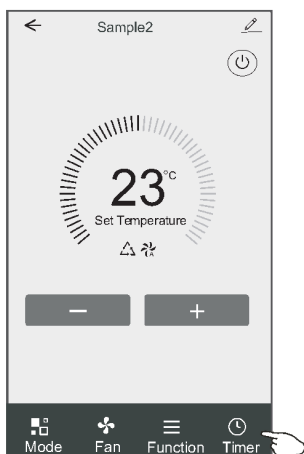 Sample2
23°C
Set Temperature
A
− +
Mode Fan Function Timer